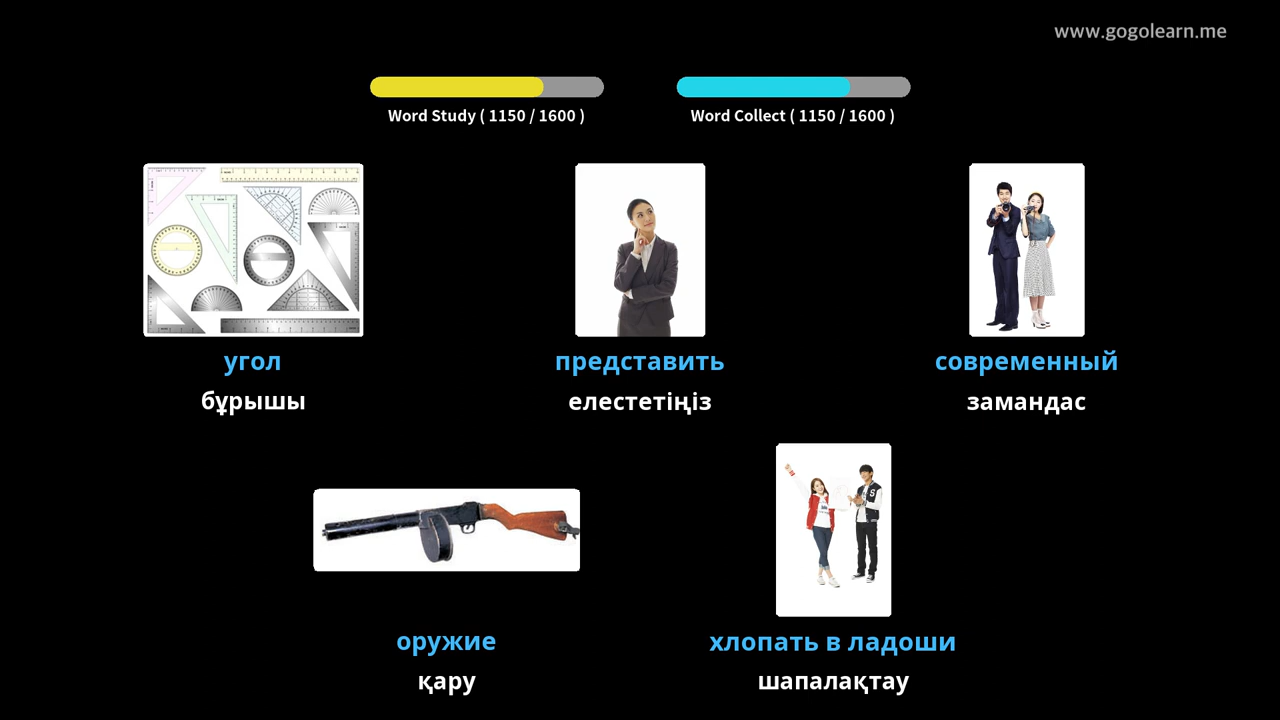 www.gogolearn.me
Word Study ( 1150 / 1600 )
Word Collect ( 1150 / 1600 )
угол
представить
современный
бұрышы
елестетіңіз
замандас
оружие
хлопать в ладоши
қару
шапалақтау